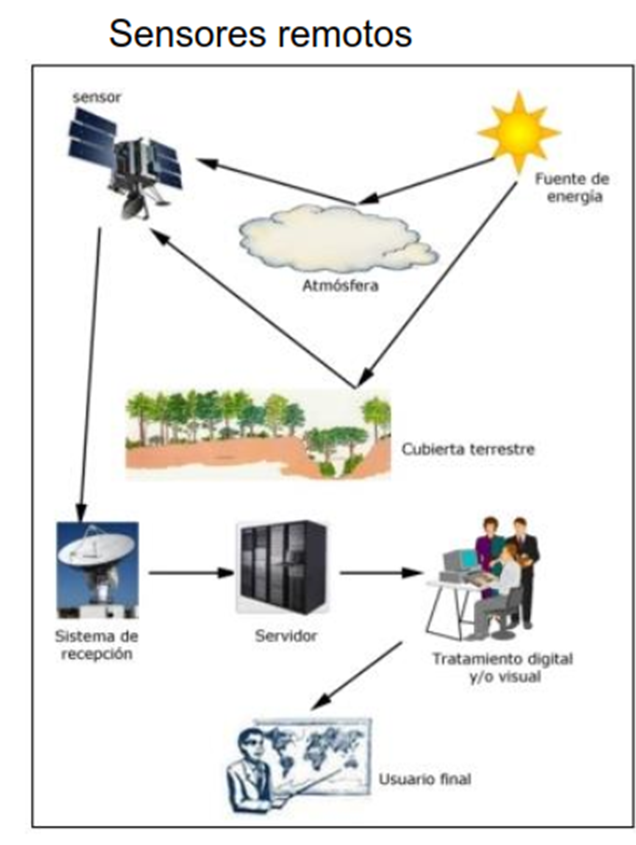 Sensores remotos
sensor
Fuente de
energía
Atmósfera
Cubierta terrestre
Sistema de
recepción
Servidor
Tratamiento digital
y/o visual
Usuario final